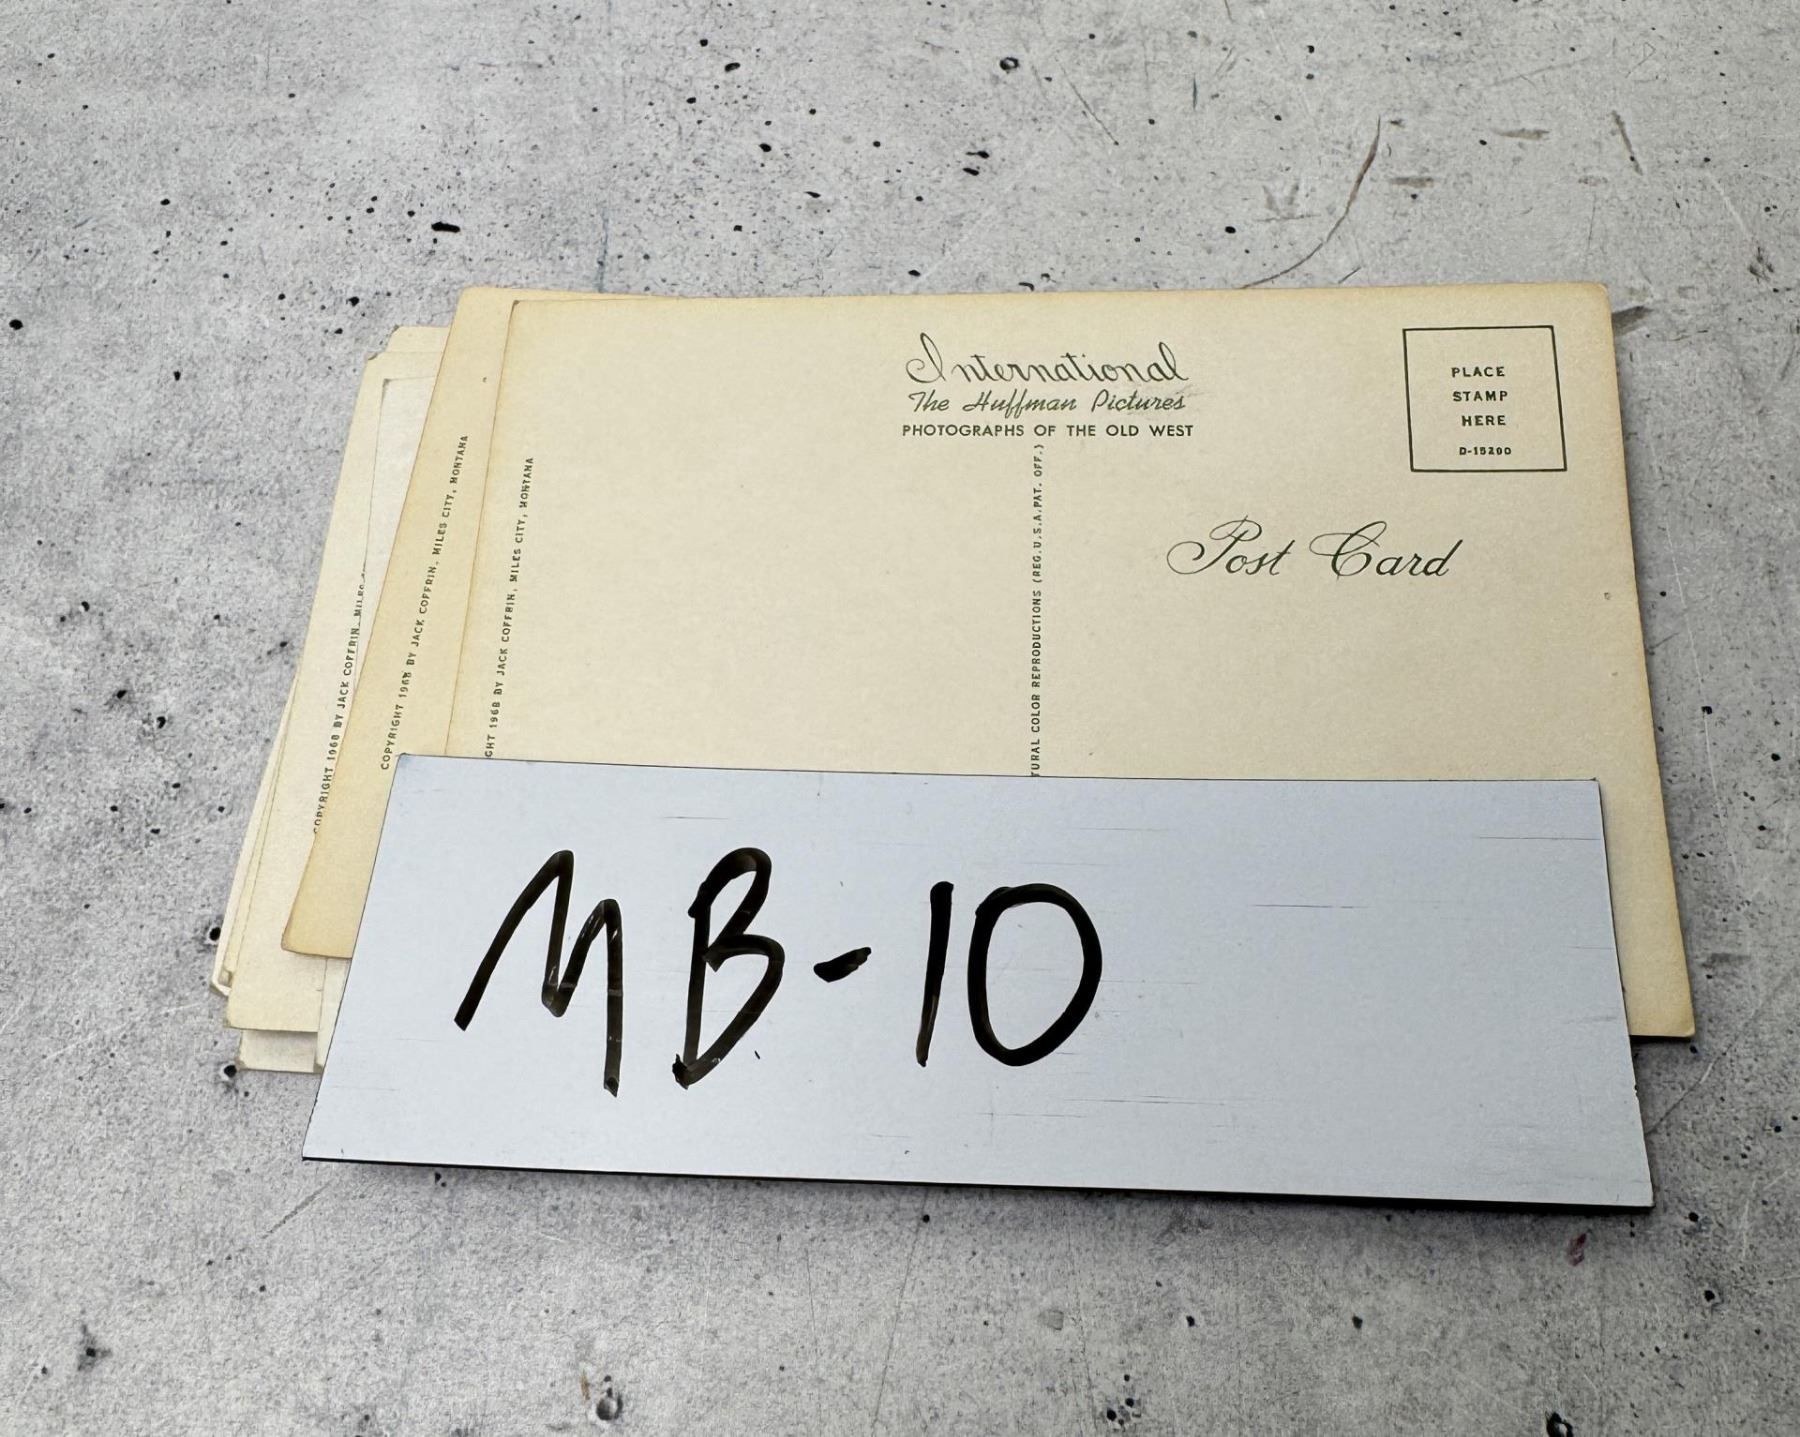 International
The Huffman Pictures
PHOTOGRAPHS OF THE OLD WEST
PLACE
STAMP
HERE
D-15200
Post Card
COLOR REPRODUCTIONS (REG.U.S.A.PAT. OFF.)
1968 BY JACK COFFRIN, MILES CITY, MONTANA
COPYRIGHT 1968 BY JACK COFFRIN, MILES CITY, MONTANA
COPYRIGHT 1968 BY JACK COFFRIN,
MB-10